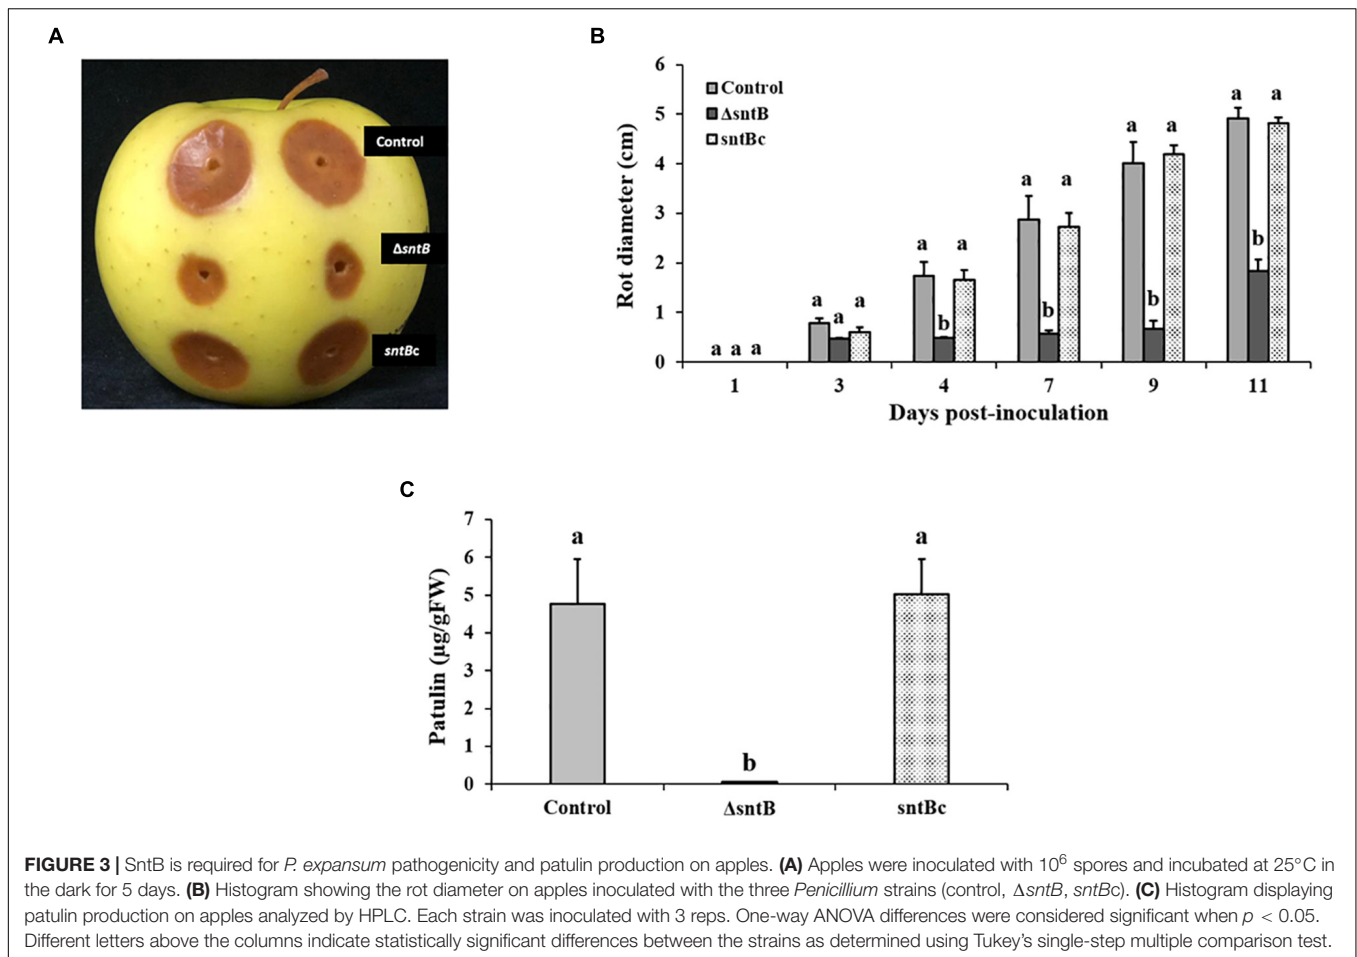 A
Control
ΔsntB
sntBc
B
6
5
4
3
2
1
0
Rot diameter (cm)
Control
ΔsntB
sntBc
a a a
a a a
a b a
a b a
a b a
a b a
1 3 4 7 9 11
Days post-inoculation
C
7
6
5
4
3
2
1
0
Patulin (µg/gFW)
a b a
Control ΔsntB sntBc
FIGURE 3 | SntB is required for P. expansum pathogenicity and patulin production on apples. (A) Apples were inoculated with 10⁶ spores and incubated at 25°C in
the dark for 5 days. (B) Histogram showing the rot diameter on apples inoculated with the three Penicillium strains (control, ΔsntB, sntBc). (C) Histogram displaying
patulin production on apples analyzed by HPLC. Each strain was inoculated with 3 reps. One-way ANOVA differences were considered significant when p < 0.05.
Different letters above the columns indicate statistically significant differences between the strains as determined using Tukey's single-step multiple comparison test.